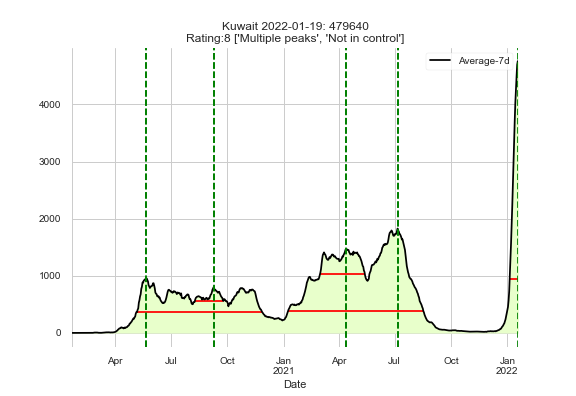 Kuwait 2022-01-19: 479640
Rating:8 ['Multiple peaks', 'Not in control']
Average-7d
4000
3000
2000
1000
0
Apr
Jul
Oct
Jan
2021
Apr
Jul
Oct
Jan
2022
Date